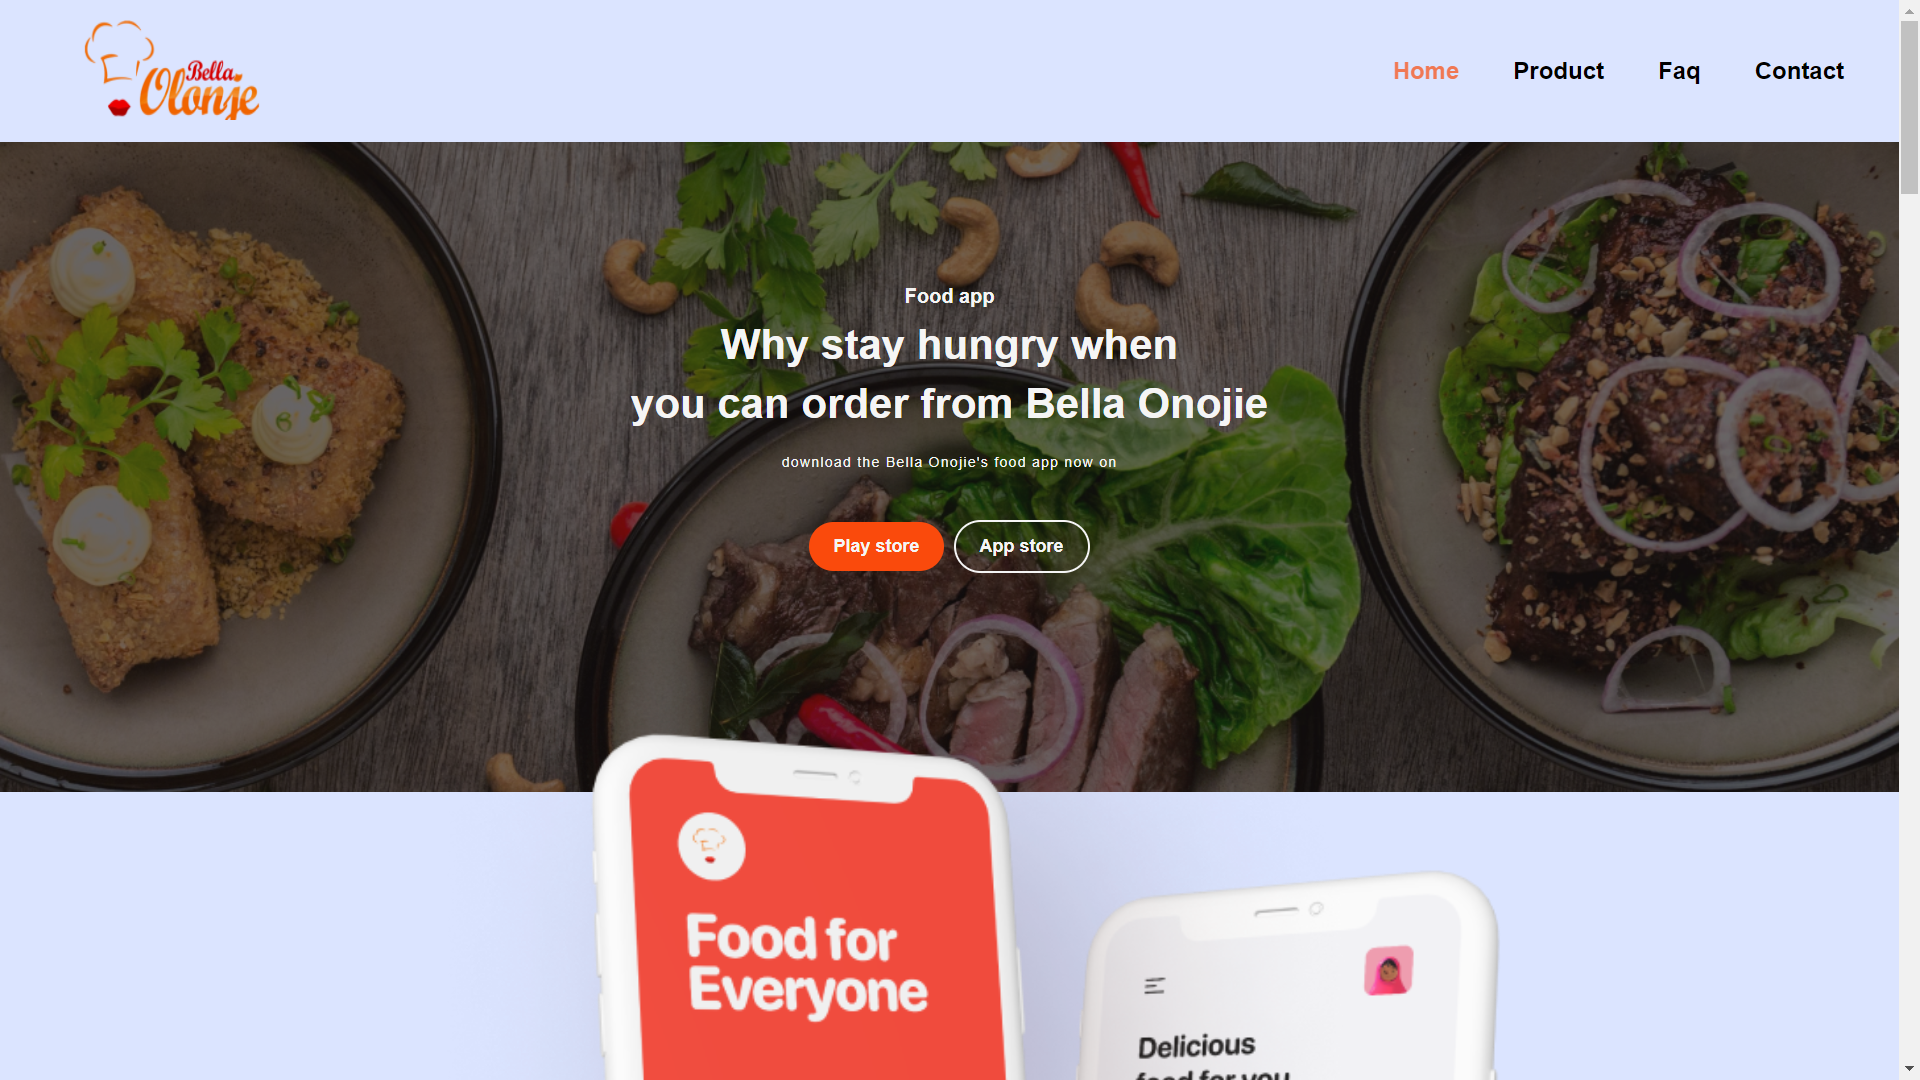 Bella
Olonje
Home
Product
Faq
Contact
Food app
Why stay hungry when
you can order from Bella Onojie
download the Bella Onojie's food app now on
Play store
App store
Food for
Everyone
Delicious
food for you